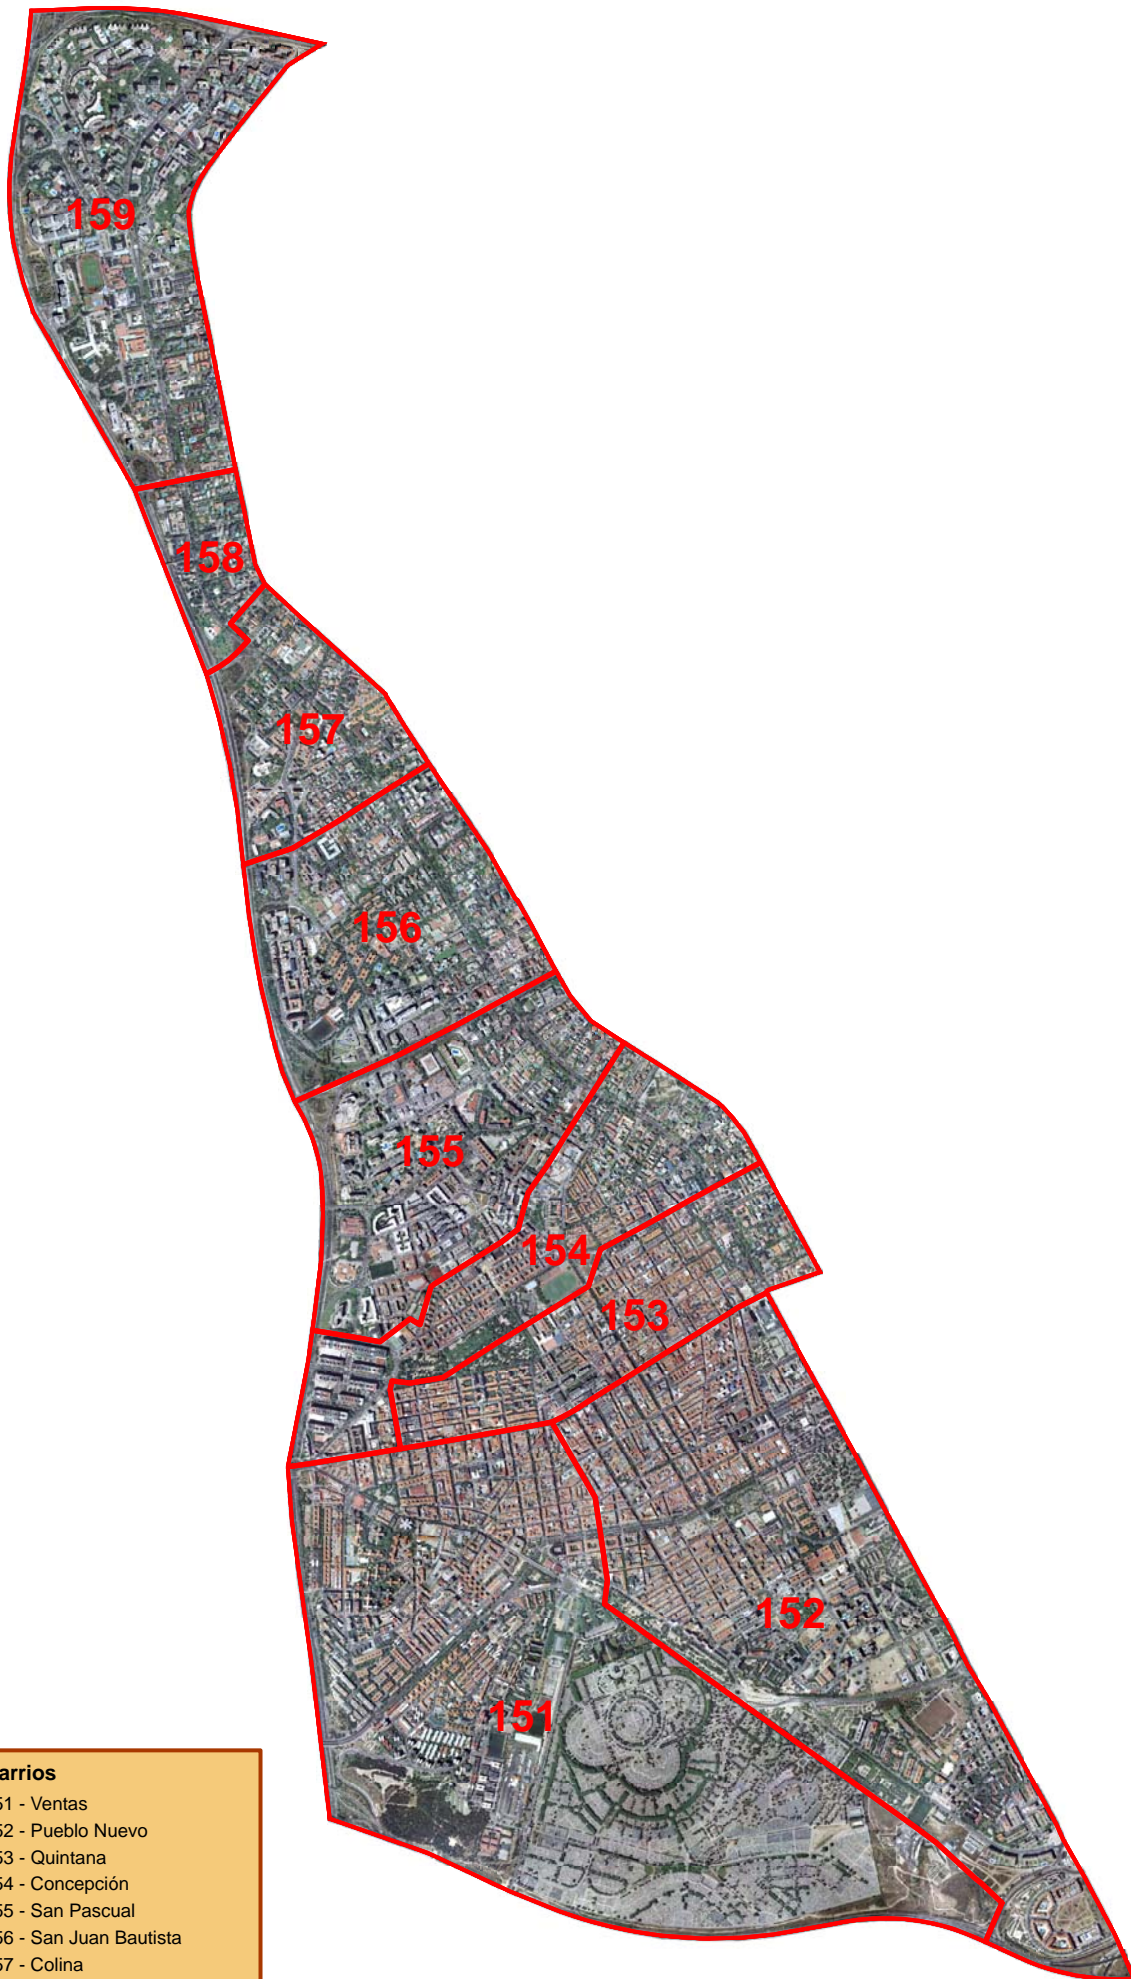 159
158
157
156
155
154
153
152
151
arrios
51 - Ventas
52 - Pueblo Nuevo
53 - Quintana
54 - Concepción
55 - San Pascual
56 - San Juan Bautista
57 - Colina